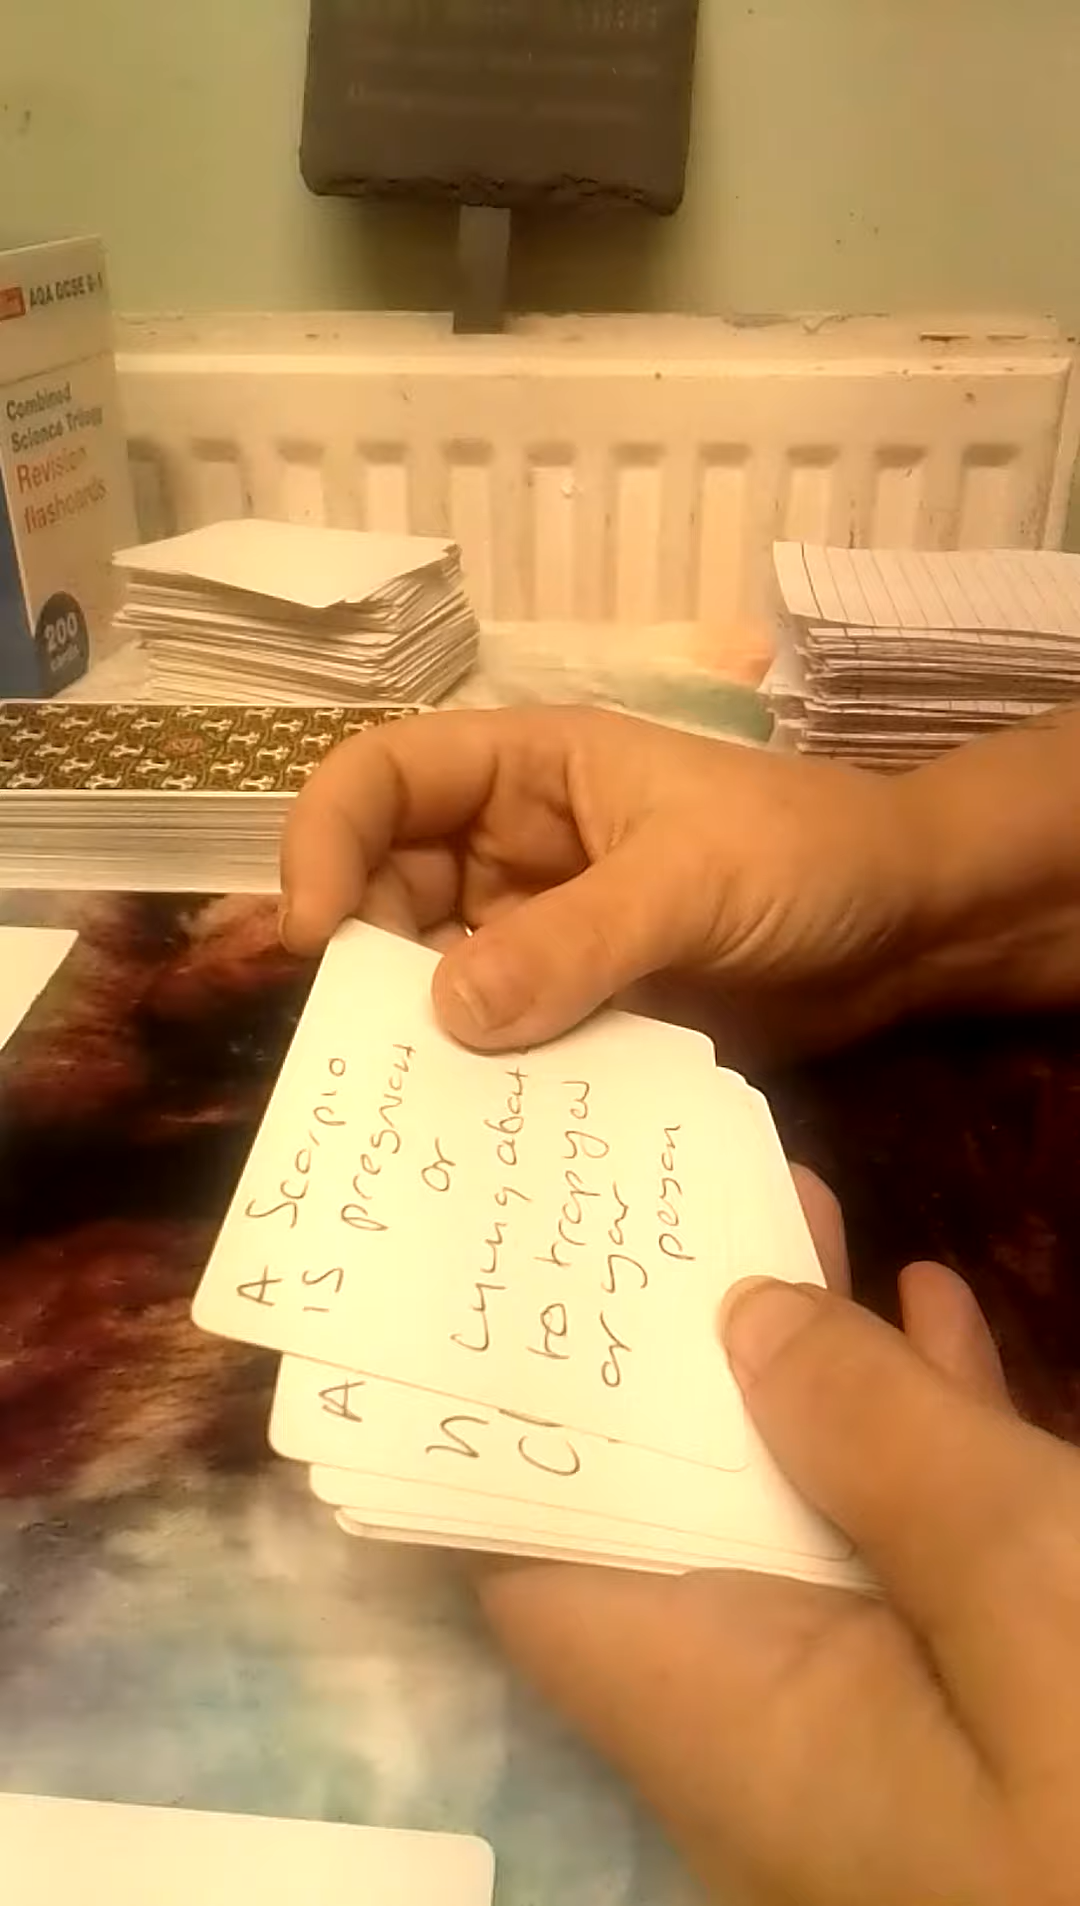 AQA GCSE 9-1
Combined
Science Trilogy
Revision
flashcards
200
cards
A Scorpio
is pregnant
or
Lying about
to trap you
or your
person
A
h